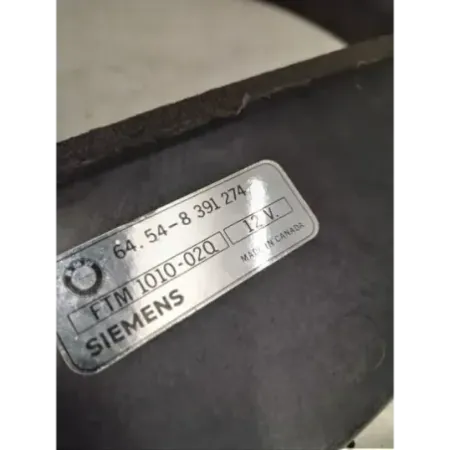 64.54-8 391 274
FTM 1010-020 12 V.
SIEMENS MADE IN CANADA